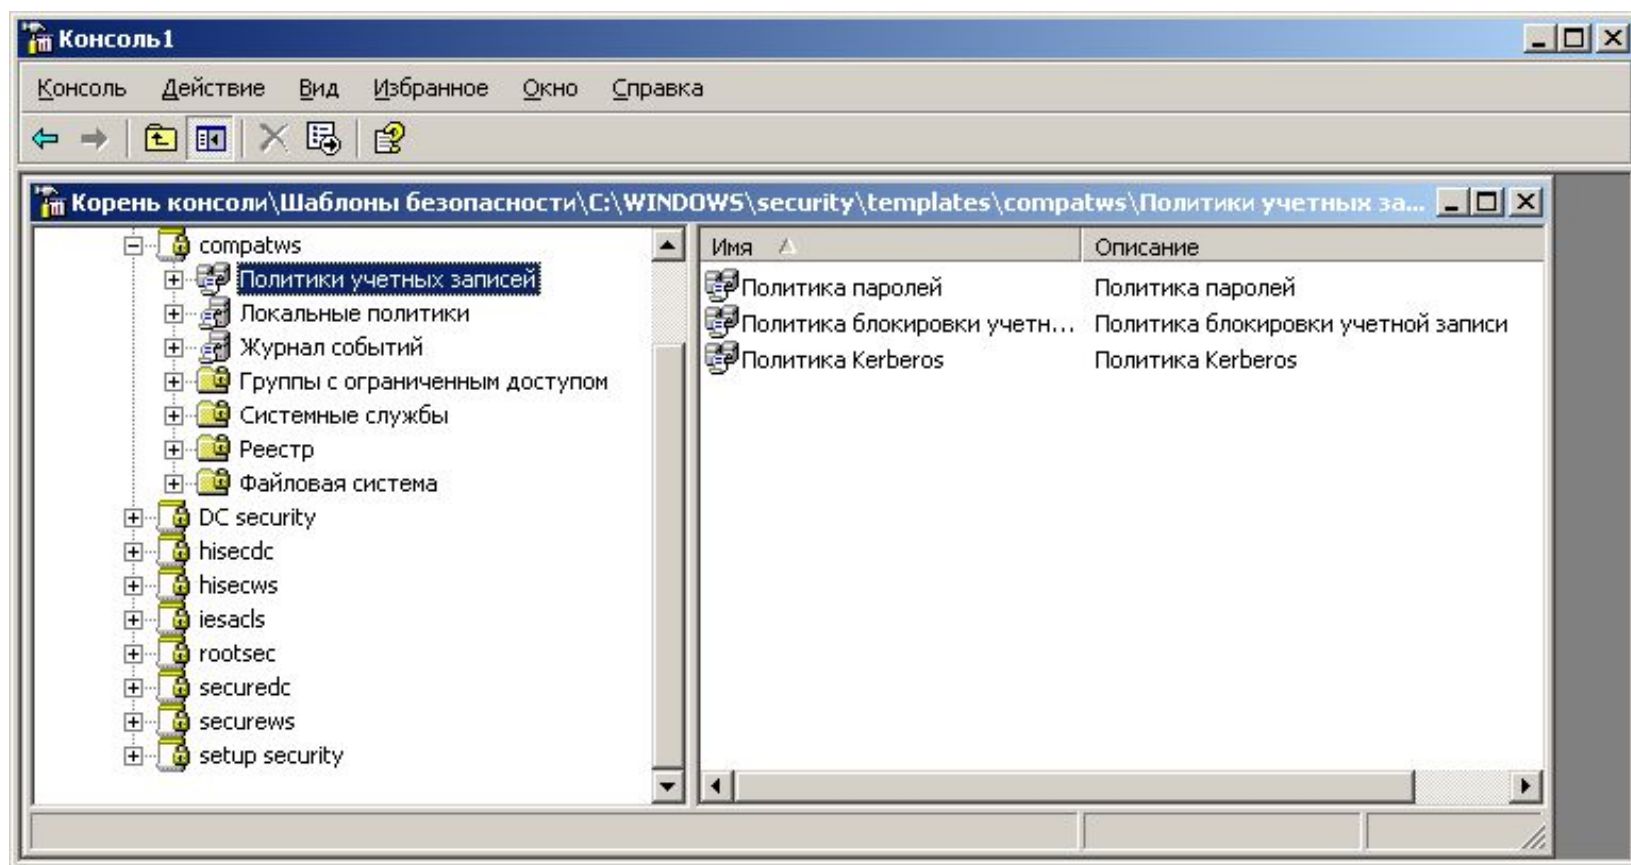 Консоль1
Консоль Действие Вид Избранное Окно Справка
Корень консоли\Шаблоны безопасности\C:\WINDOWS\security\templates\compatws\Политики учетных за...
compatws
Политики учетных записей
Локальные политики
Журнал событий
Группы с ограниченным доступом
Системные службы
Реестр
Файловая система
DC security
hisecdc
hisecws
iesacls
rootsec
securedc
securews
setup security
Имя Описание
Политика паролей Политика паролей
Политика блокировки учетн... Политика блокировки учетной записи
Политика Kerberos Политика Kerberos